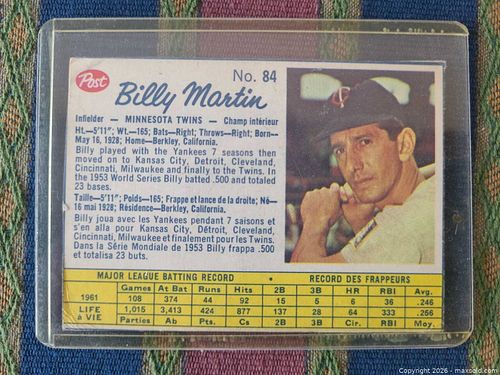 Post
No. 84
Billy Martin
Infielder – MINNESOTA TWINS – Champ intérieur
Ht.—5'11"; Wt.—165; Bats—Right; Throws—Right; Born—
May 16, 1928; Home—Berkley, California.
Billy played with the Yankees 7 seasons then
moved on to Kansas City, Detroit, Cleveland,
Cincinnati, Milwaukee and finally to the Twins. In
the 1953 World Series Billy batted .500 and totaled
23 bases.
Taille—5'11"; Poids—165; Frappe et lance de la droite; Né—
16 mai 1928; Résidence—Berkley, California.
Billy joua avec les Yankees pendant 7 saisons et
s'en alla pour Kansas City, Détroit, Cleveland,
Cincinnati, Milwaukee et finalement pour les Twins.
Dans la Série Mondiale de 1953 Billy frappa .500
et totalisa 23 buts.
MAJOR LEAGUE BATTING RECORD • RECORD DES FRAPPEURS
Games At Bat Runs Hits 2B 3B HR RBI Avg.
1961 108 374 44 92 15 5 6 36 .246
LIFE 1,015 3,413 424 877 137 28 64 333 .256
à VIE
Parties Ab Pts. Cs 2B 3B Cir. RBI Moy.
Copyright 2026 - maxsold.com